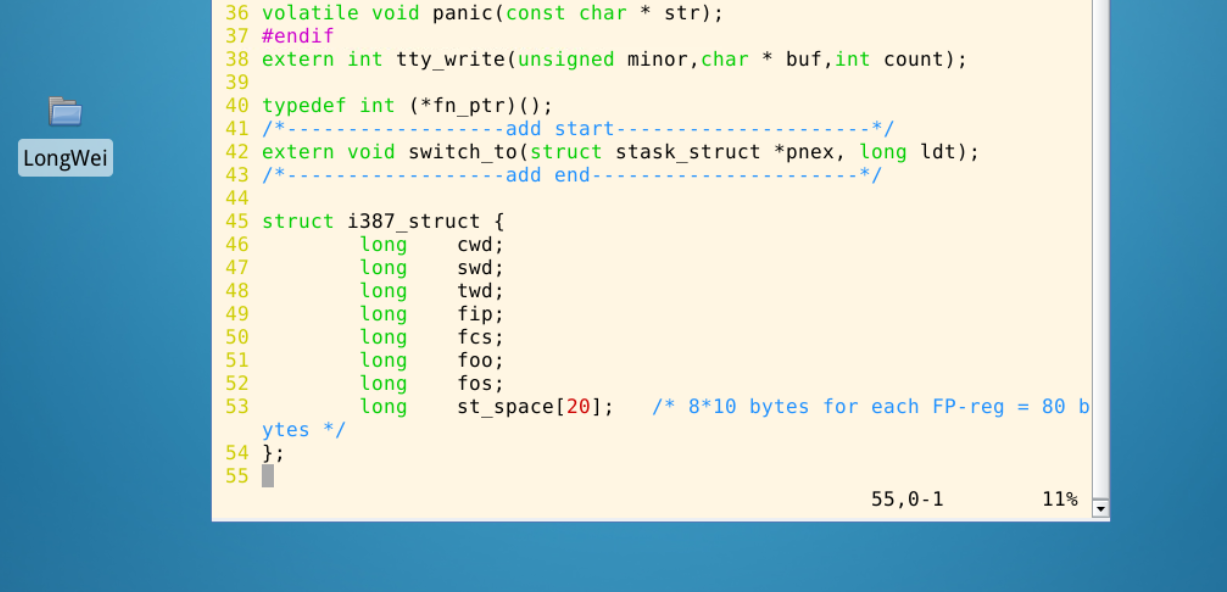 36 volatile void panic(const char * str);
37 #endif
38 extern int tty_write(unsigned minor,char * buf,int count);
39
40 typedef int (*fn_ptr)();
41 /*------------------add start---------------------*/
42 extern void switch_to(struct stask_struct *pnex, long ldt);
43 /*------------------add end----------------------*/
44
45 struct i387_struct {
46         long    cwd;
47         long    swd;
48         long    twd;
49         long    fip;
50         long    fcs;
51         long    foo;
52         long    fos;
53         long    st_space[20];   /* 8*10 bytes for each FP-reg = 80 b
ytes */
54 };
55
55,0-1        11%
LongWei